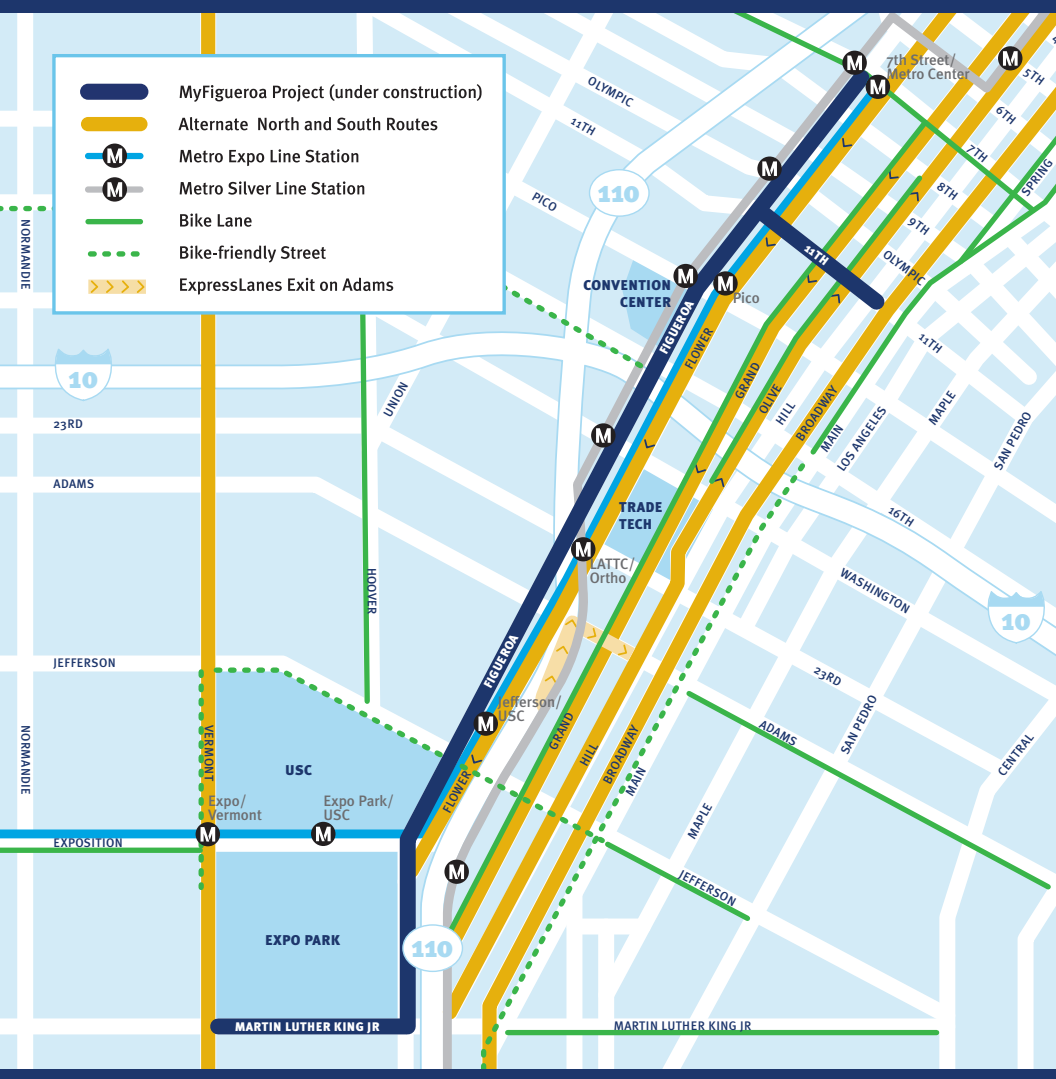 MyFigueroa Project (under construction)
Alternate  North and South Routes
M
Metro Expo Line Station
M
Metro Silver Line Station
Bike Lane
Bike-friendly Street
ExpressLanes Exit on Adams
OLYMPIC
11TH
PICO
110
M
M
M
7th Street/
Metro Center
5TH
6TH
7TH
8TH
9TH
SPRING
OLYMPIC
M
11TH
NORMANDIE
CONVENTION
CENTER
M
M
Pico
FIGUEROA
FLOWER
GRAND
OLIVE
HILL
BROADWAY
MAIN
LOS ANGELES
11TH
MAPLE
SAN PEDRO
10
UNION
23RD
M
ADAMS
TRADE
TECH
16TH
M
LATTC/
Ortho
WASHINGTON
10
HOOVER
JEFFERSON
FIGUEROA
23RD
M
Jefferson/
USC
NORMANDIE
VERMONT
USC
GRAND
HILL
BROADWAY
MAIN
ADAMS
SAN PEDRO
CENTRAL
FLOWER
Expo/
Vermont
M
Expo Park/
USC
M
EXPOSITION
MAPLE
M
JEFFERSON
EXPO PARK
110
MARTIN LUTHER KING JR
MARTIN LUTHER KING JR